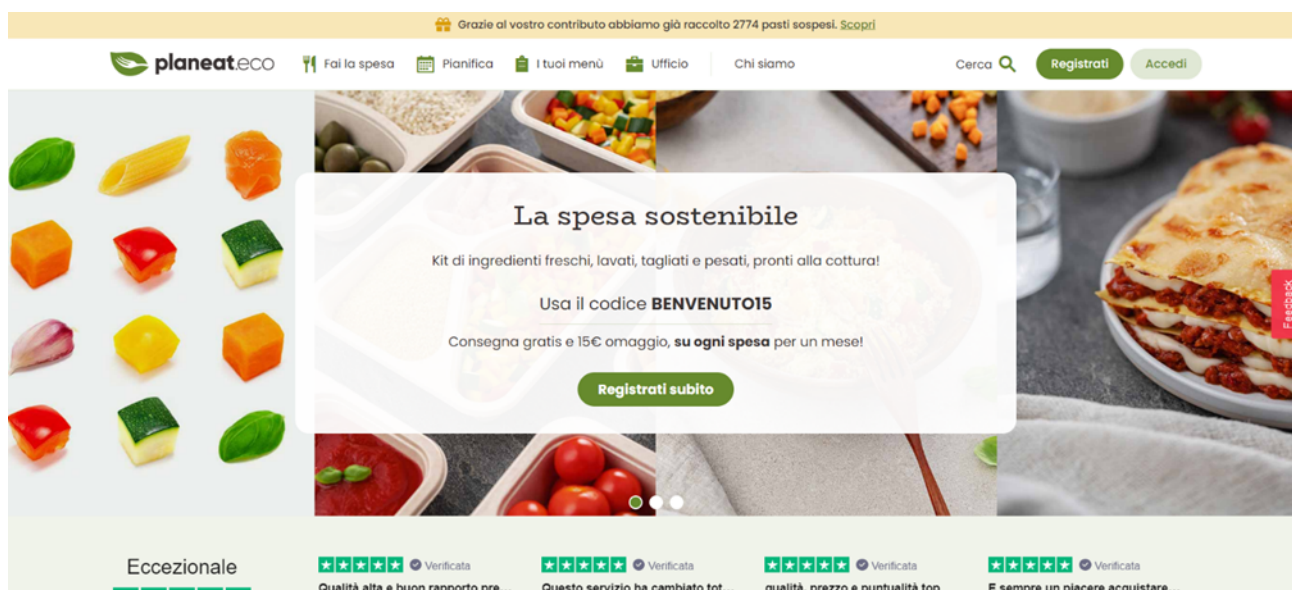 Grazie al vostro contributo abbiamo già raccolto 2774 pasti sospesi. Scopri
planeat.eco
Fai la spesa
Pianifica
I tuoi menù
Ufficio
Chi siamo
Cerca
Registrati
Accedi
La spesa sostenibile
Kit di ingredienti freschi, lavati, tagliati e pesati, pronti alla cottura!
Usa il codice BENVENUTO15
Consegna gratis e 15€ omaggio, su ogni spesa per un mese!
Registrati subito
Feedback
Eccezionale
Verificata
Qualità alta e buon rapporto pre...
Verificata
Questo servizio ha cambiato tot...
Verificata
qualità, prezzo e puntualità top
Verificata
E sempre un piacere acquistare...